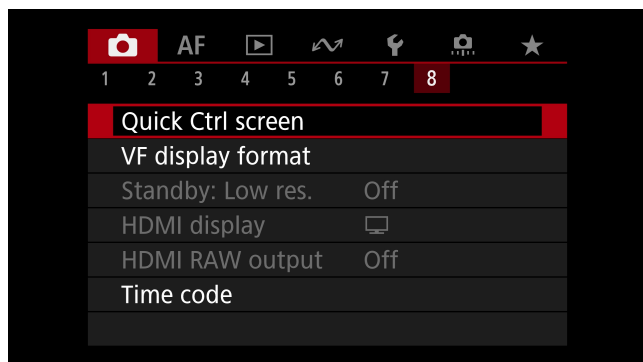 AF
1 2 3 4 5 6 7 8
Quick Ctrl screen
VF display format
Standby: Low res. Off
HDMI display
HDMI RAW output Off
Time code